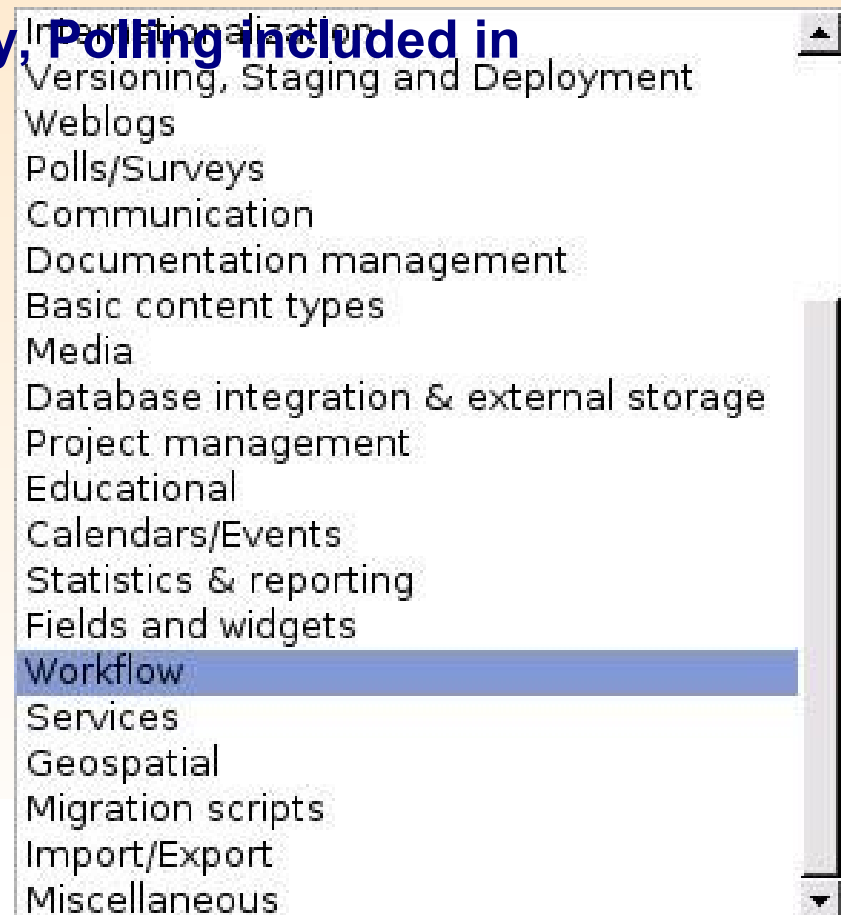 y, Polling included in
Internationalization
Versioning, Staging and Deployment
Weblogs
Polls/Surveys
Communication
Documentation management
Basic content types
Media
Database integration & external storage
Project management
Educational
Calendars/Events
Statistics & reporting
Fields and widgets
Workflow
Services
Geospatial
Migration scripts
Import/Export
Miscellaneous